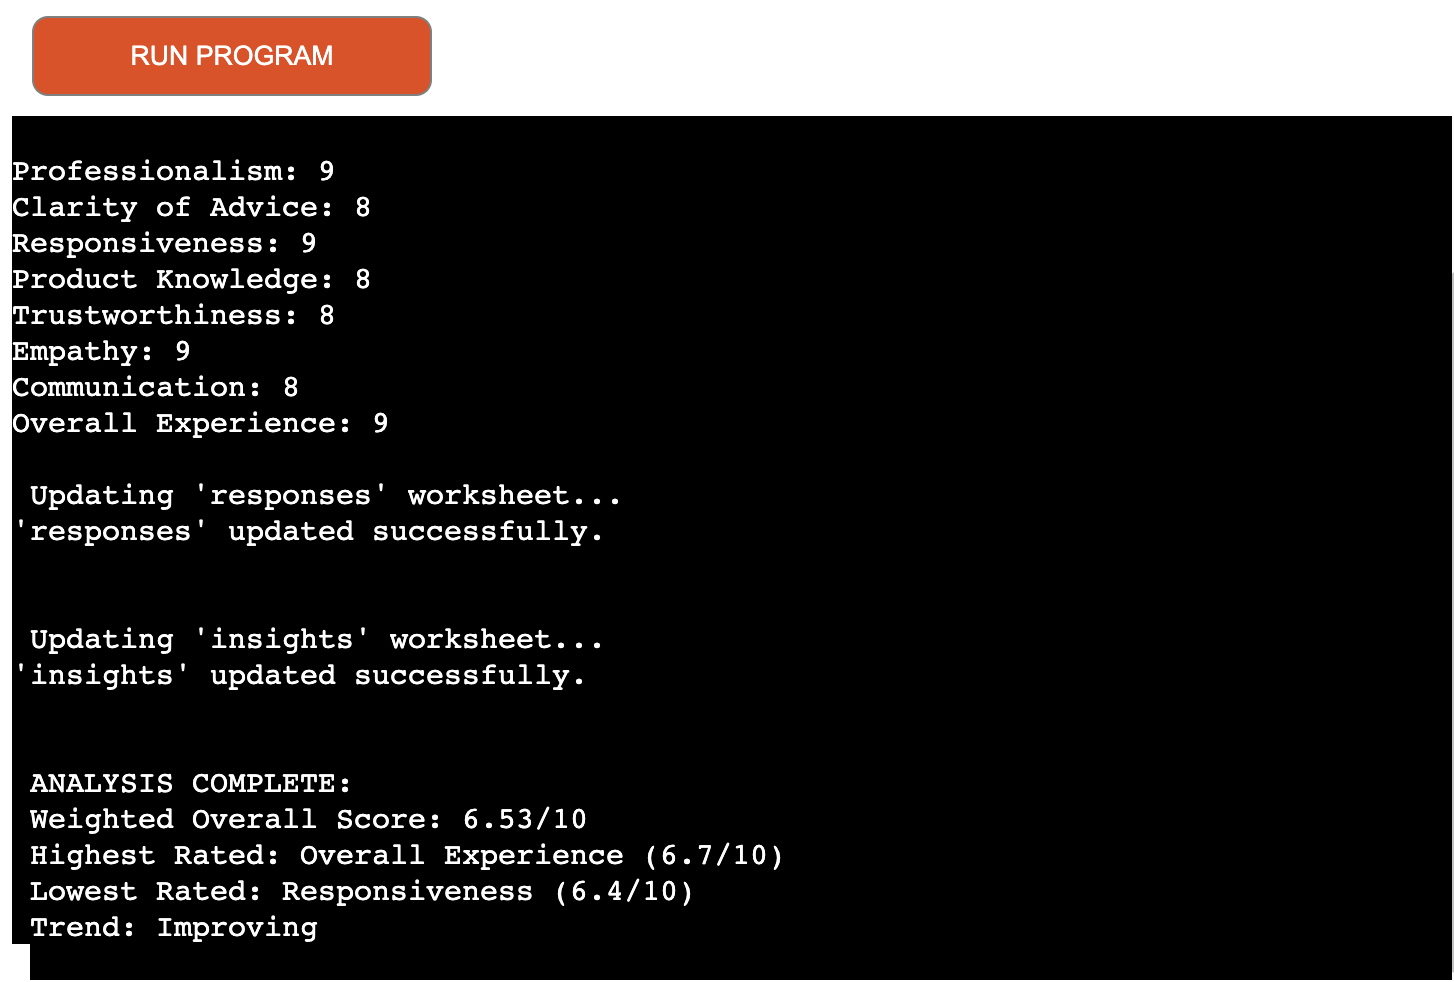 RUN PROGRAM
Professionalism: 9
Clarity of Advice: 8
Responsiveness: 9
Product Knowledge: 8
Trustworthiness: 8
Empathy: 9
Communication: 8
Overall Experience: 9
Updating 'responses' worksheet...
'responses' updated successfully.
Updating 'insights' worksheet...
'insights' updated successfully.
ANALYSIS COMPLETE:
Weighted Overall Score: 6.53/10
Highest Rated: Overall Experience (6.7/10)
Lowest Rated: Responsiveness (6.4/10)
Trend: Improving